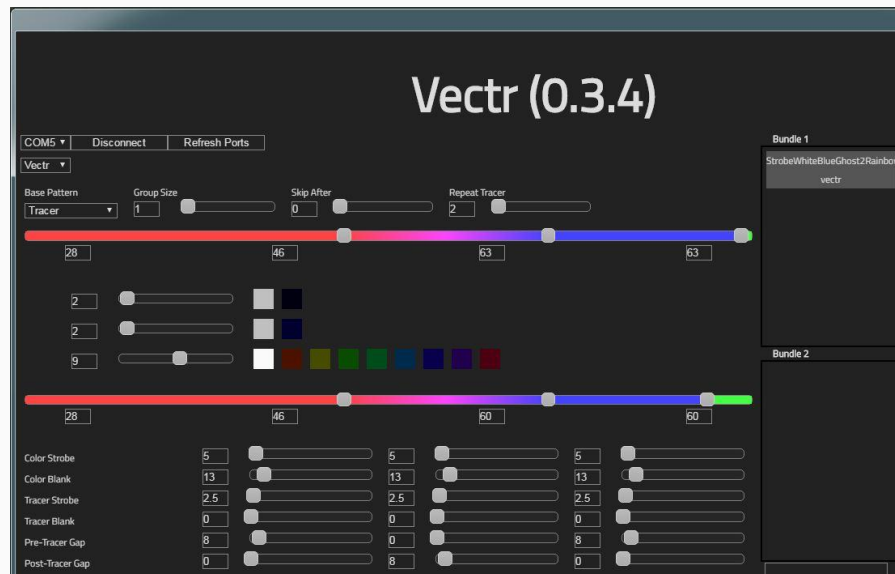 Vectr (0.3.4)
COM5 Disconnect Refresh Ports
Bundle 1
Vectr
StrobeWhiteBlueGhost2Rainbow
vectr
Base Pattern Group Size Skip After Repeat Tracer
Tracer 1 0 2
28 46 63 63
2
2
9
Bundle 2
28 46 60 60
Color Strobe 5 5 5
Color Blank 13 13 13
Tracer Strobe 2.5 2.5 2.5
Tracer Blank 0 0 0
Pre-Tracer Gap 8 0 8
Post-Tracer Gap 0 8 0